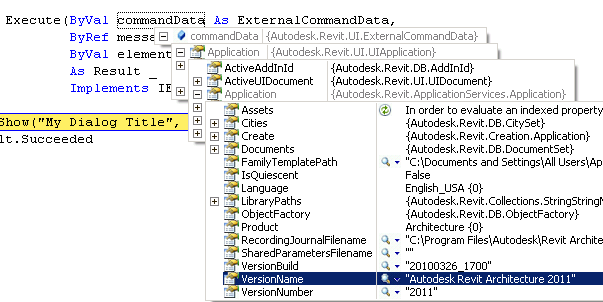 Execute(ByVal commandData As ExternalCommandData,
ByRef messa
commandData {Autodesk.Revit.UI.ExternalCommandData}
ByVal element
Application {Autodesk.Revit.UI.UIApplication}
As Result _
ActiveAddInId {Autodesk.Revit.DB.AddInId}
Implements IE
ActiveUIDocument {Autodesk.Revit.UI.UIDocument}
Application {Autodesk.Revit.ApplicationServices.Application}
Assets In order to evaluate an indexed property
Show("My Dialog Title",
Cities {Autodesk.Revit.DB.CitySet}
lt.Succeeded
Create {Autodesk.Revit.Creation.Application}
Documents {Autodesk.Revit.DB.DocumentSet}
FamilyTemplatePath "C:\Documents and Settings\All Users\Ap
IsQuiescent False
Language English_USA {0}
LibraryPaths {Autodesk.Revit.Collections.StringStringM
ObjectFactory {Autodesk.Revit.DB.ObjectFactory}
Product Architecture {0}
RecordingJournalFilename "C:\Program Files\Autodesk\Revit Archite
SharedParametersFilename ""
VersionBuild "20100326_1700"
VersionName "Autodesk Revit Architecture 2011"
VersionNumber "2011"